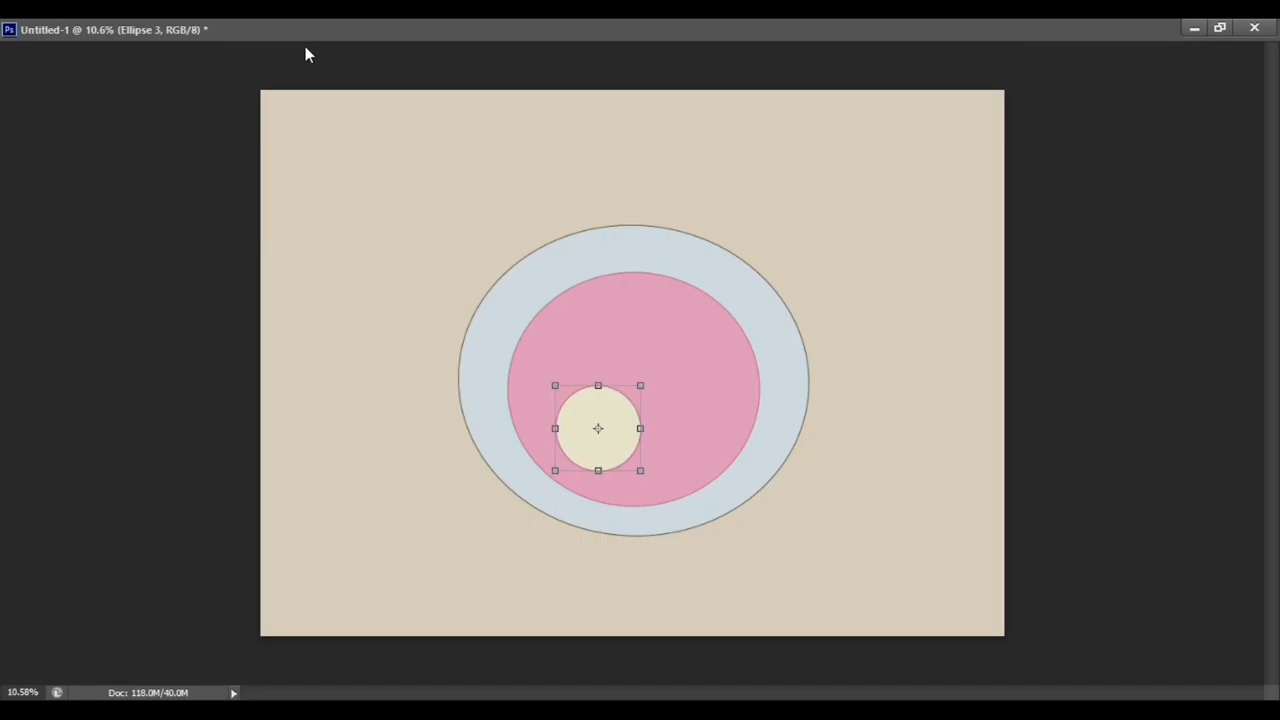 Ps Untitled-1 @ 10.6% (Ellipse 3, RGB/8) *
10.58% Doc: 118.0M/40.0M